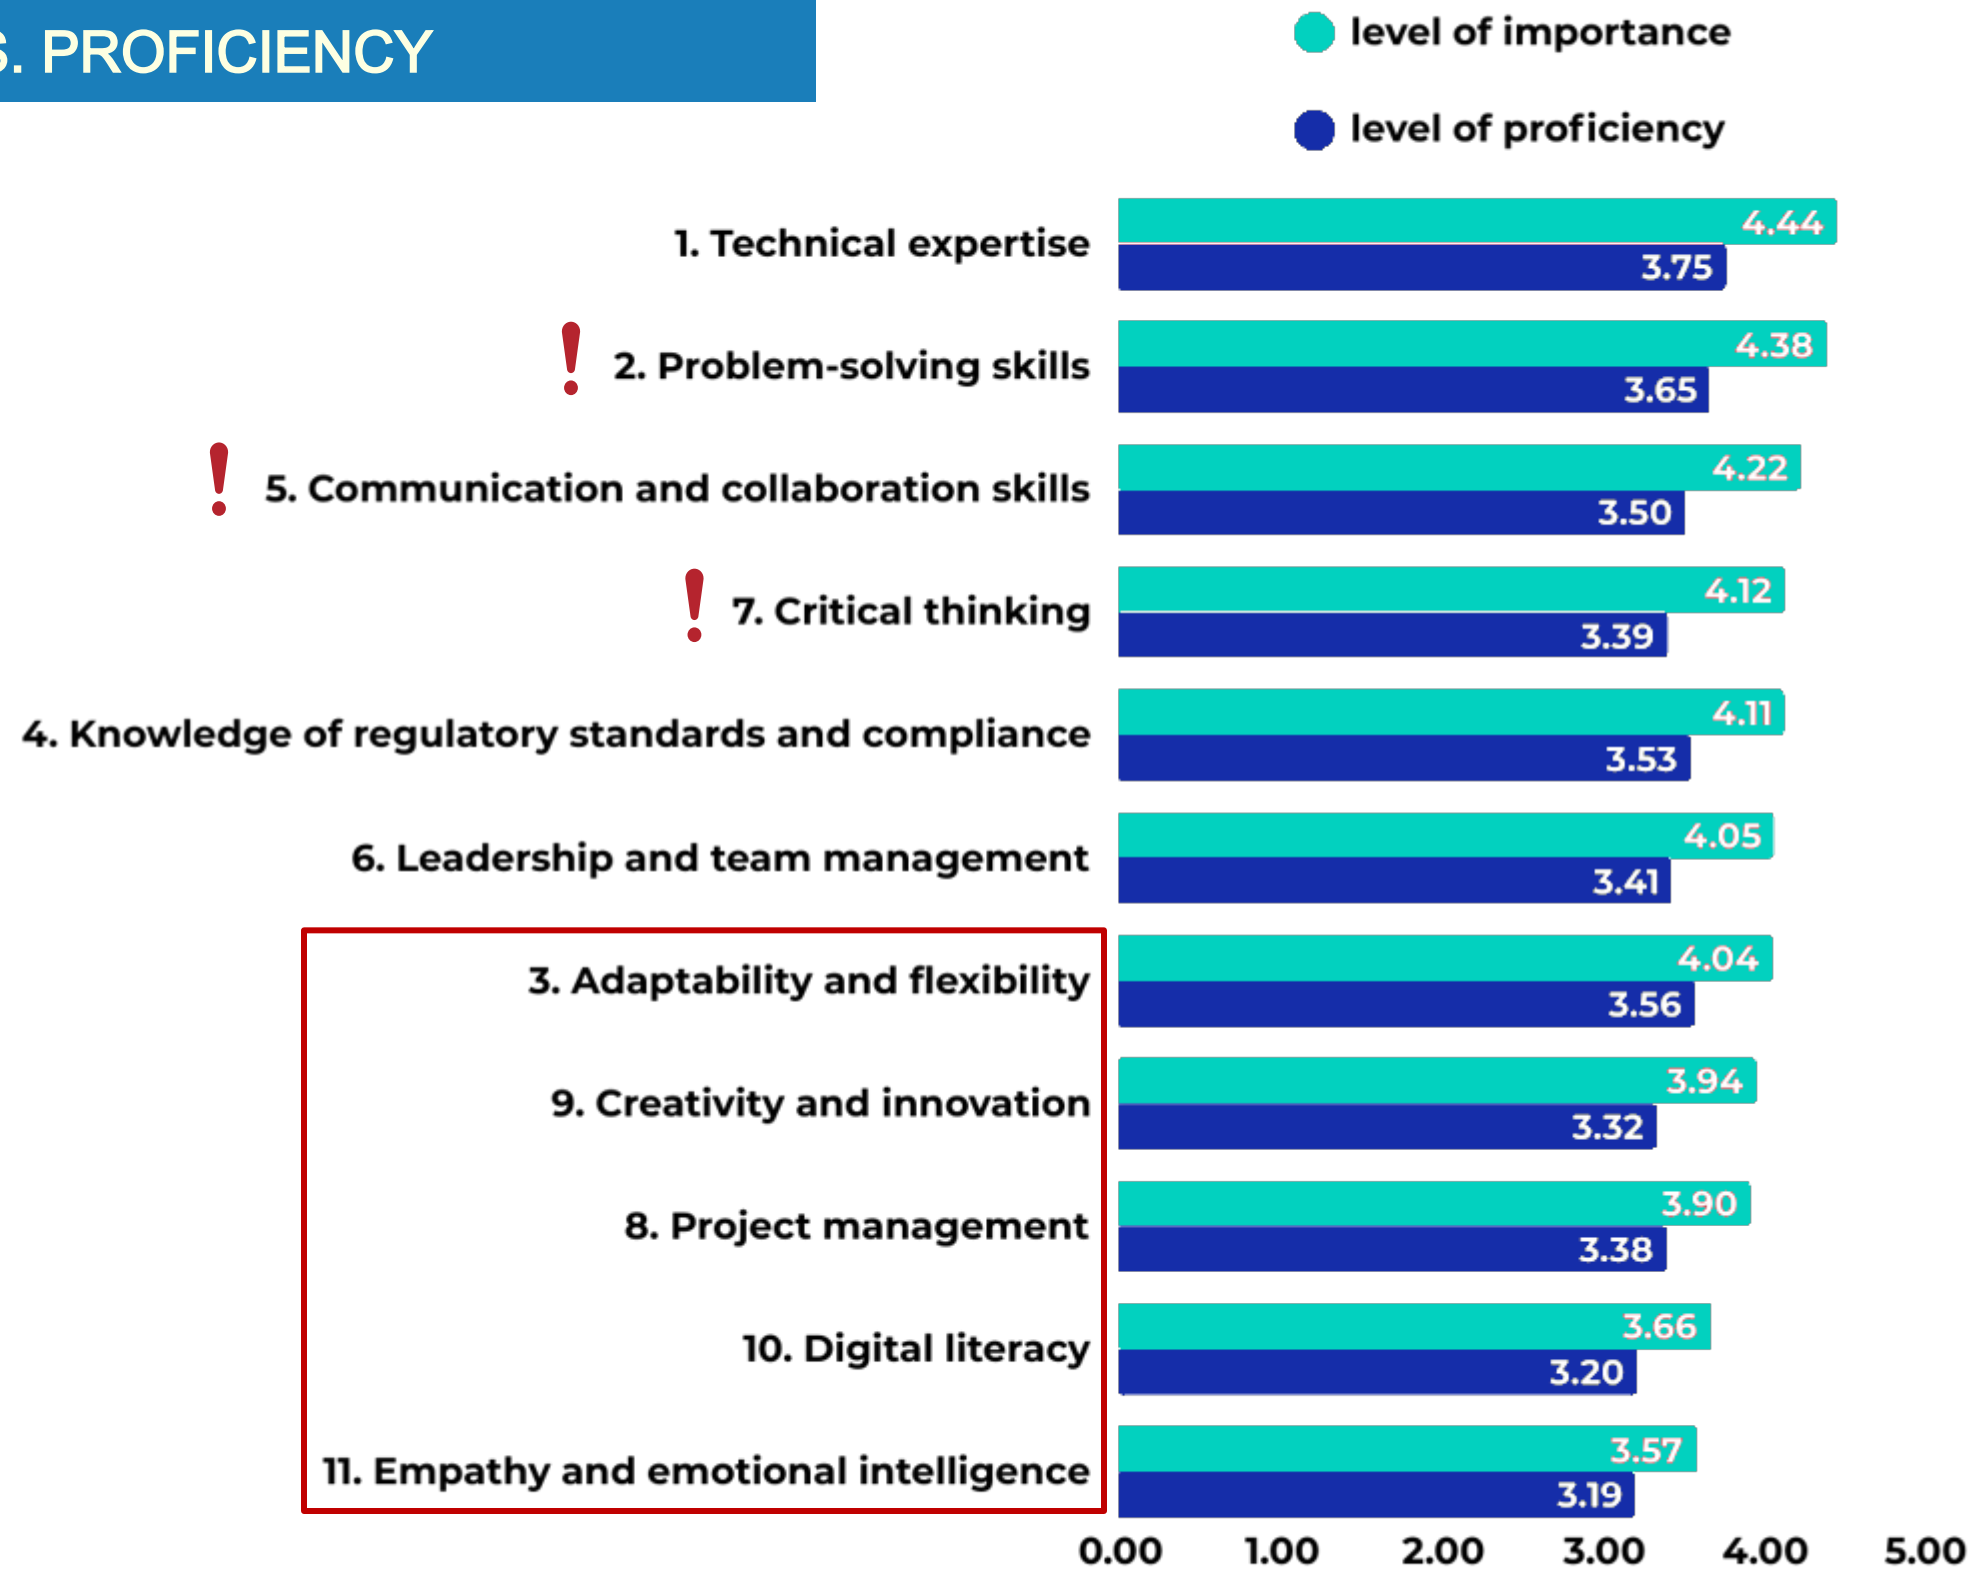 S. PROFICIENCY
level of importance
level of proficiency
1. Technical expertise
4.44
3.75
! 2. Problem-solving skills
4.38
3.65
! 5. Communication and collaboration skills
4.22
3.50
! 7. Critical thinking
4.12
3.39
4. Knowledge of regulatory standards and compliance
4.11
3.53
6. Leadership and team management
4.05
3.41
3. Adaptability and flexibility
4.04
3.56
9. Creativity and innovation
3.94
3.32
8. Project management
3.90
3.38
10. Digital literacy
3.66
3.20
11. Empathy and emotional intelligence
3.57
3.19
0.00 1.00 2.00 3.00 4.00 5.00